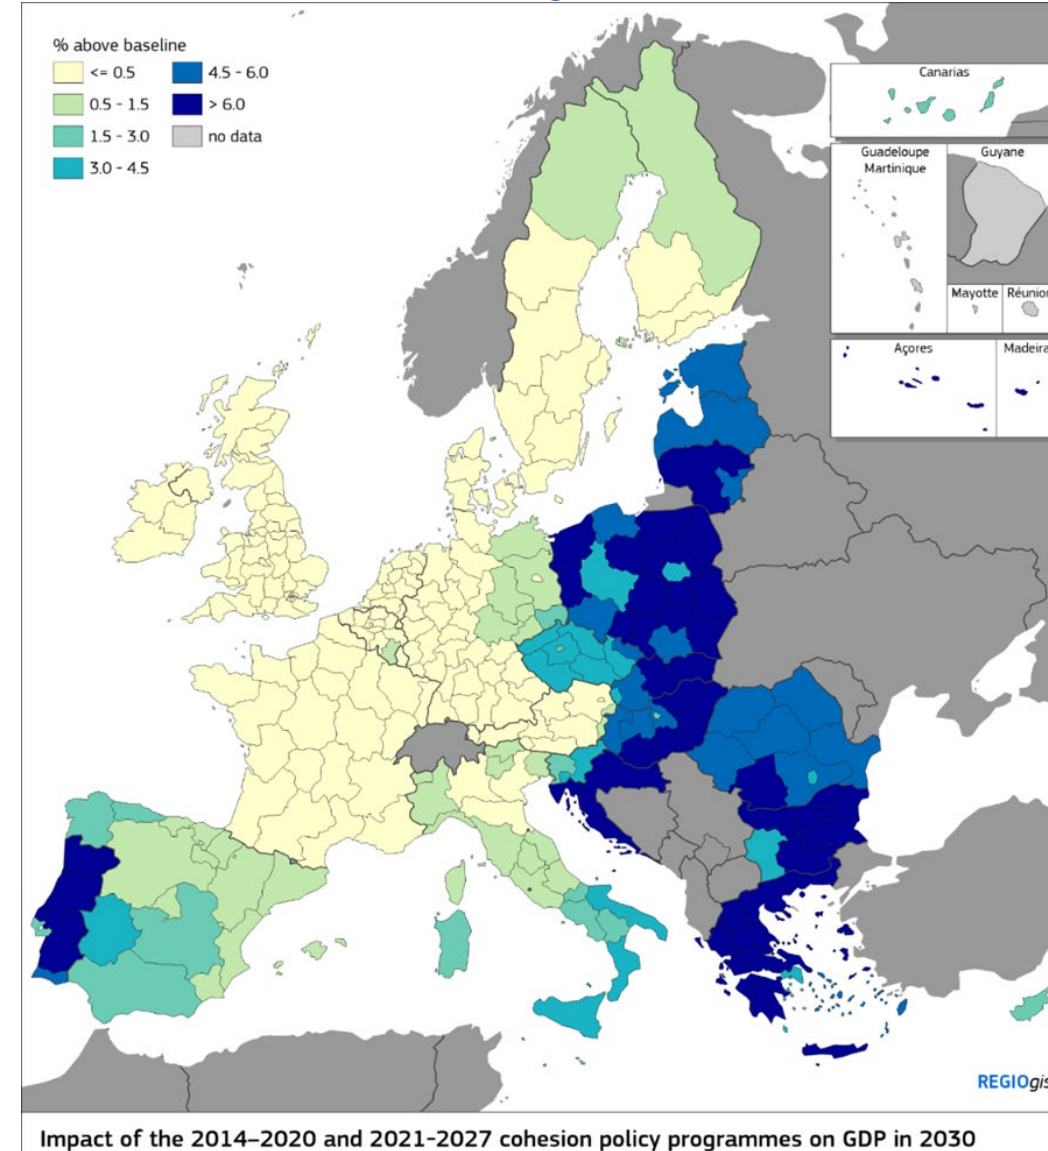 % above baseline
<= 0.5
0.5 - 1.5
1.5 - 3.0
3.0 - 4.5
4.5 - 6.0
> 6.0
no data
Canarias
Guadeloupe
Martinique
Guyane
Mayotte
Réunion
Açores
Madeira
REGIOgis
Impact of the 2014–2020 and 2021-2027 cohesion policy programmes on GDP in 2030